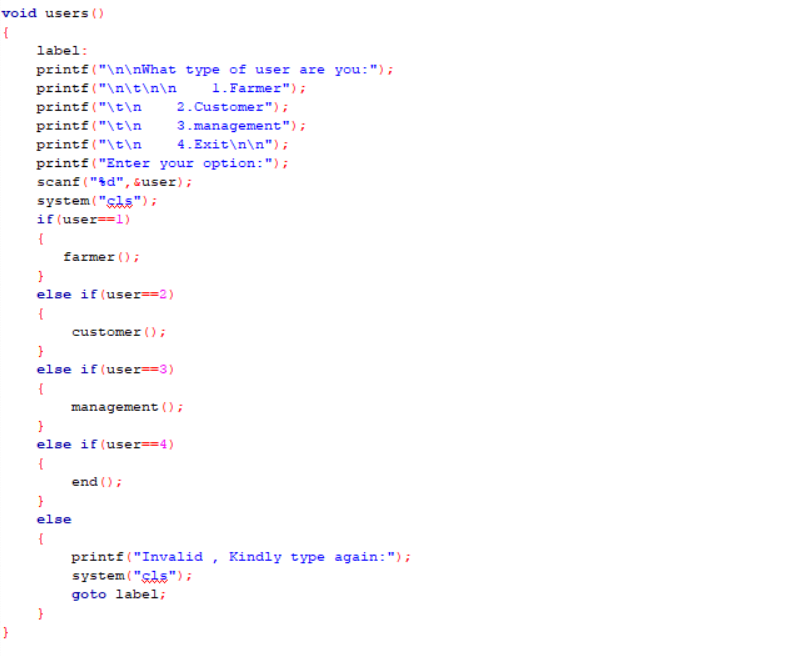 void users()
{
    label:
    printf("\n\nWhat type of user are you:");
    printf("\n\t\n\n    1.Farmer");
    printf("\t\n    2.Customer");
    printf("\t\n    3.management");
    printf("\t\n    4.Exit\n\n");
    printf("Enter your option:");
    scanf("%d",&user);
    system("cls");
    if(user==1)
    {
       farmer();
    }
    else if(user==2)
    {
        customer();
    }
    else if(user==3)
    {
        management();
    }
    else if(user==4)
    {
        end();
    }
    else
    {
        printf("Invalid , Kindly type again:");
        system("cls");
        goto label;
    }
}